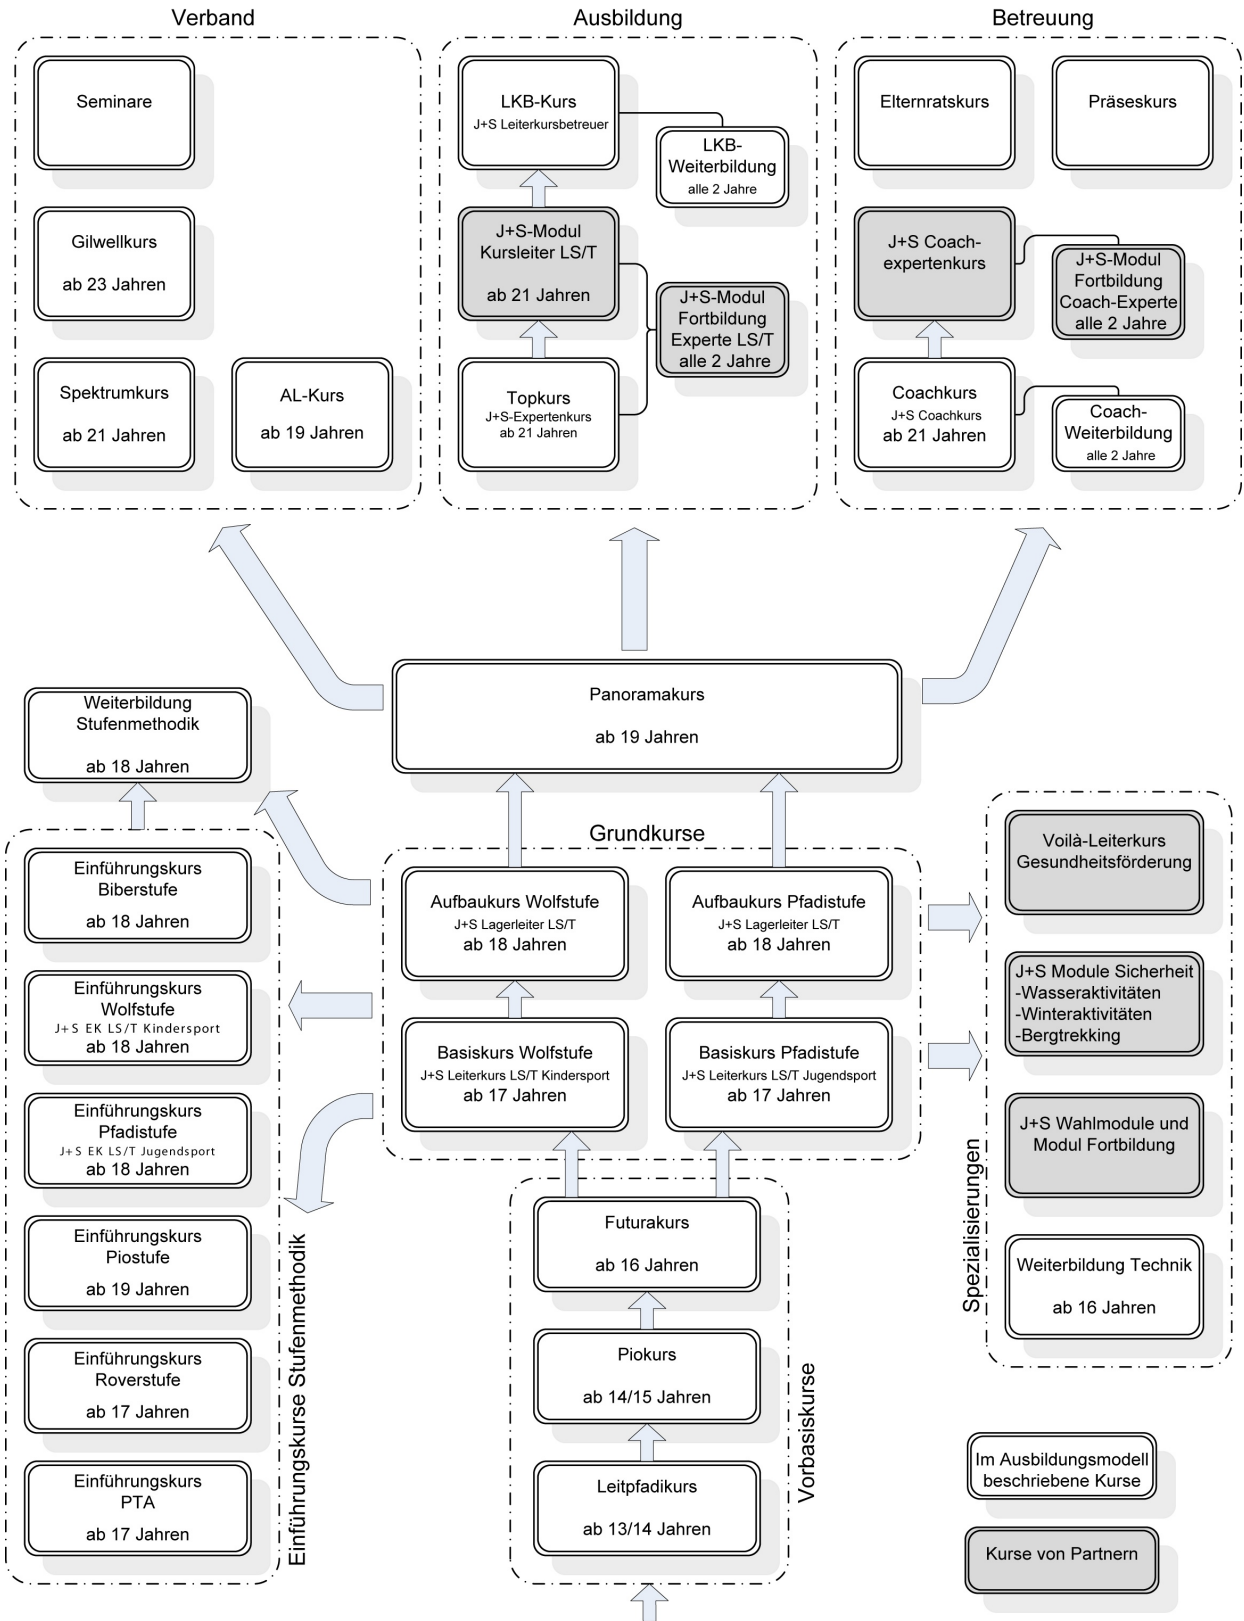 Verband
Seminare
Gilwellkurs
ab 23 Jahren
Spektrumkurs
ab 21 Jahren
AL-Kurs
ab 19 Jahren
Ausbildung
LKB-Kurs
J+S Leiterkursbetreuer
LKB-
Weiterbildung
alle 2 Jahre
J+S-Modul
Kursleiter LS/T
ab 21 Jahren
J+S-Modul
Fortbildung
Experte LS/T
alle 2 Jahre
Topkurs
J+S-Expertenkurs
ab 21 Jahren
Betreuung
Elternratskurs
Präseskurs
J+S Coach-
expertenkurs
J+S-Modul
Fortbildung
Coach-Experte
alle 2 Jahre
Coachkurs
J+S Coachkurs
ab 21 Jahren
Coach-
Weiterbildung
alle 2 Jahre
Panoramakurs
ab 19 Jahren
Weiterbildung
Stufenmethodik
ab 18 Jahren
Einführungskurs
Biberstufe
ab 18 Jahren
Einführungskurs
Wolfstufe
J+S EK LS/T Kindersport
ab 18 Jahren
Einführungskurs
Pfadistufe
J+S EK LS/T Jugendsport
ab 18 Jahren
Einführungskurs
Piostufe
ab 19 Jahren
Einführungskurs
Roverstufe
ab 17 Jahren
Einführungskurs
PTA
ab 17 Jahren
Einführungskurse Stufenmethodik
Grundkurse
Aufbaukurs Wolfstufe
J+S Lagerleiter LS/T
ab 18 Jahren
Aufbaukurs Pfadistufe
J+S Lagerleiter LS/T
ab 18 Jahren
Basiskurs Wolfstufe
J+S Leiterkurs LS/T Kindersport
ab 17 Jahren
Basiskurs Pfadistufe
J+S Leiterkurs LS/T Jugendsport
ab 17 Jahren
Futurakurs
ab 16 Jahren
Piokurs
ab 14/15 Jahren
Leitpfadikurs
ab 13/14 Jahren
Vorbasiskurse
Voilà-Leiterkurs
Gesundheitsförderung
J+S Module Sicherheit
-Wasseraktivitäten
-Winteraktivitäten
-Bergtrekking
J+S Wahlmodule und
Modul Fortbildung
Weiterbildung Technik
ab 16 Jahren
Spezialisierungen
Im Ausbildungsmodell
beschriebene Kurse
Kurse von Partnern